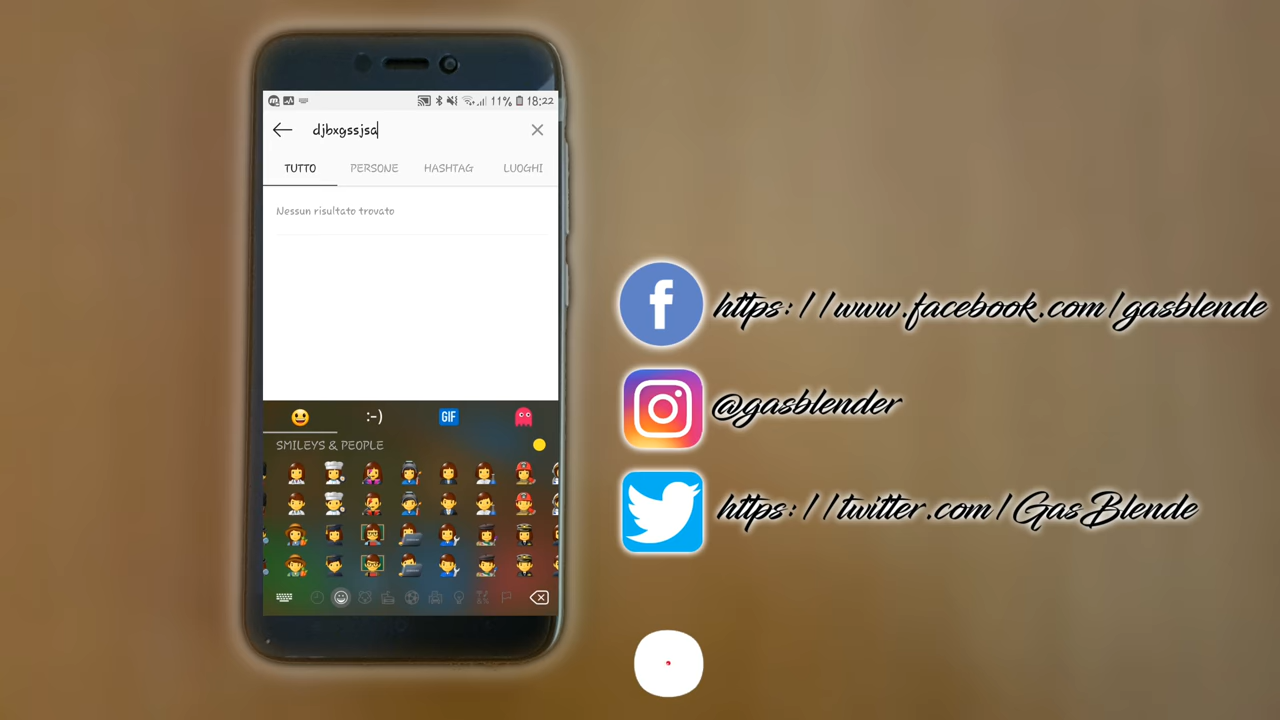 11% 18:22
djbxgssjsa
TUTTO PERSONE HASHTAG LUOGHI
Nessun risultato trovato
:-) GIF
SMILEYS & PEOPLE
f https://www.facebook.com/gasblende
@gasblender
https://twitter.com/GasBlende